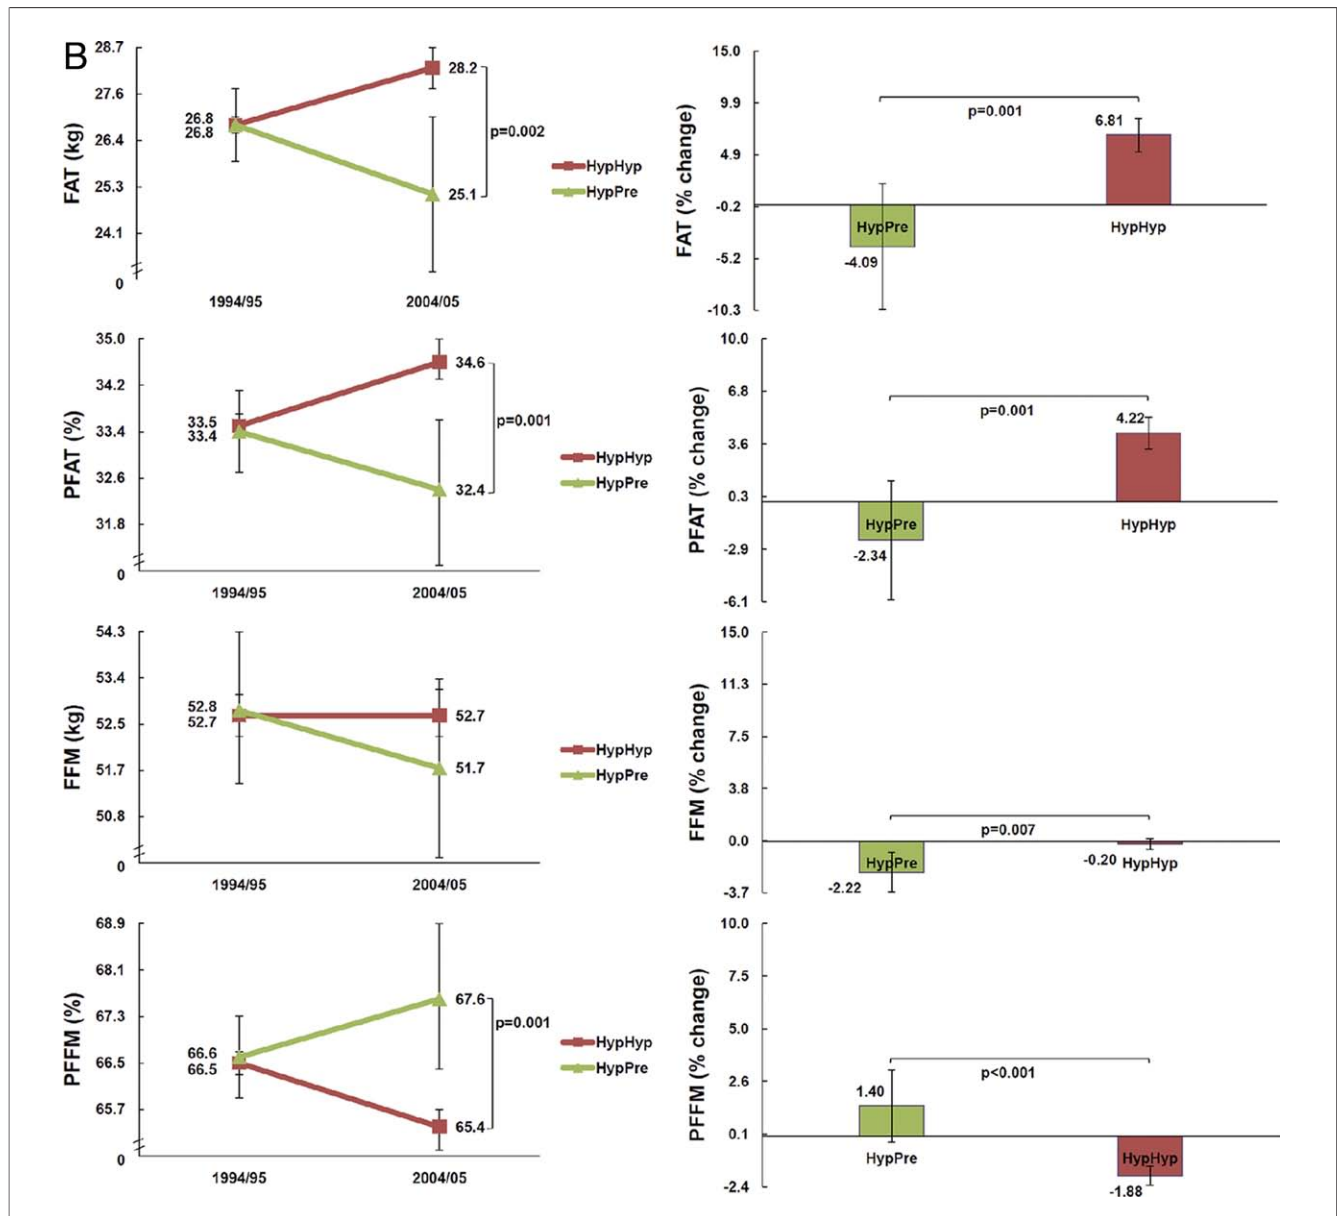 B
FAT (kg)
28.7
27.6
26.4
25.3
24.1
0
26.8
26.8
28.2
25.1
p=0.002
HypHyp
HypPre
1994/95
2004/05
FAT (% change)
15.0
9.9
4.9
-0.2
-5.2
-10.3
p=0.001
6.81
HypPre
HypHyp
-4.09
PFAT (%)
35.0
34.2
33.4
32.6
31.8
0
33.5
33.4
34.6
32.4
p=0.001
HypHyp
HypPre
1994/95
2004/05
PFAT (% change)
10.0
6.8
3.6
0.3
-2.9
-6.1
p=0.001
4.22
HypPre
HypHyp
-2.34
FFM (kg)
54.3
53.4
52.5
51.7
50.8
0
52.8
52.7
52.7
51.7
HypHyp
HypPre
1994/95
2004/05
FFM (% change)
15.0
11.3
7.5
3.8
0.0
-3.7
p=0.007
HypPre
-0.20
HypHyp
-2.22
PFFM (%)
68.9
68.1
67.3
66.5
65.7
0
66.6
66.5
67.6
65.4
p=0.001
HypHyp
HypPre
1994/95
2004/05
PFFM (% change)
10.0
7.5
5.0
2.6
0.1
-2.4
p<0.001
1.40
HypPre
HypHyp
-1.88